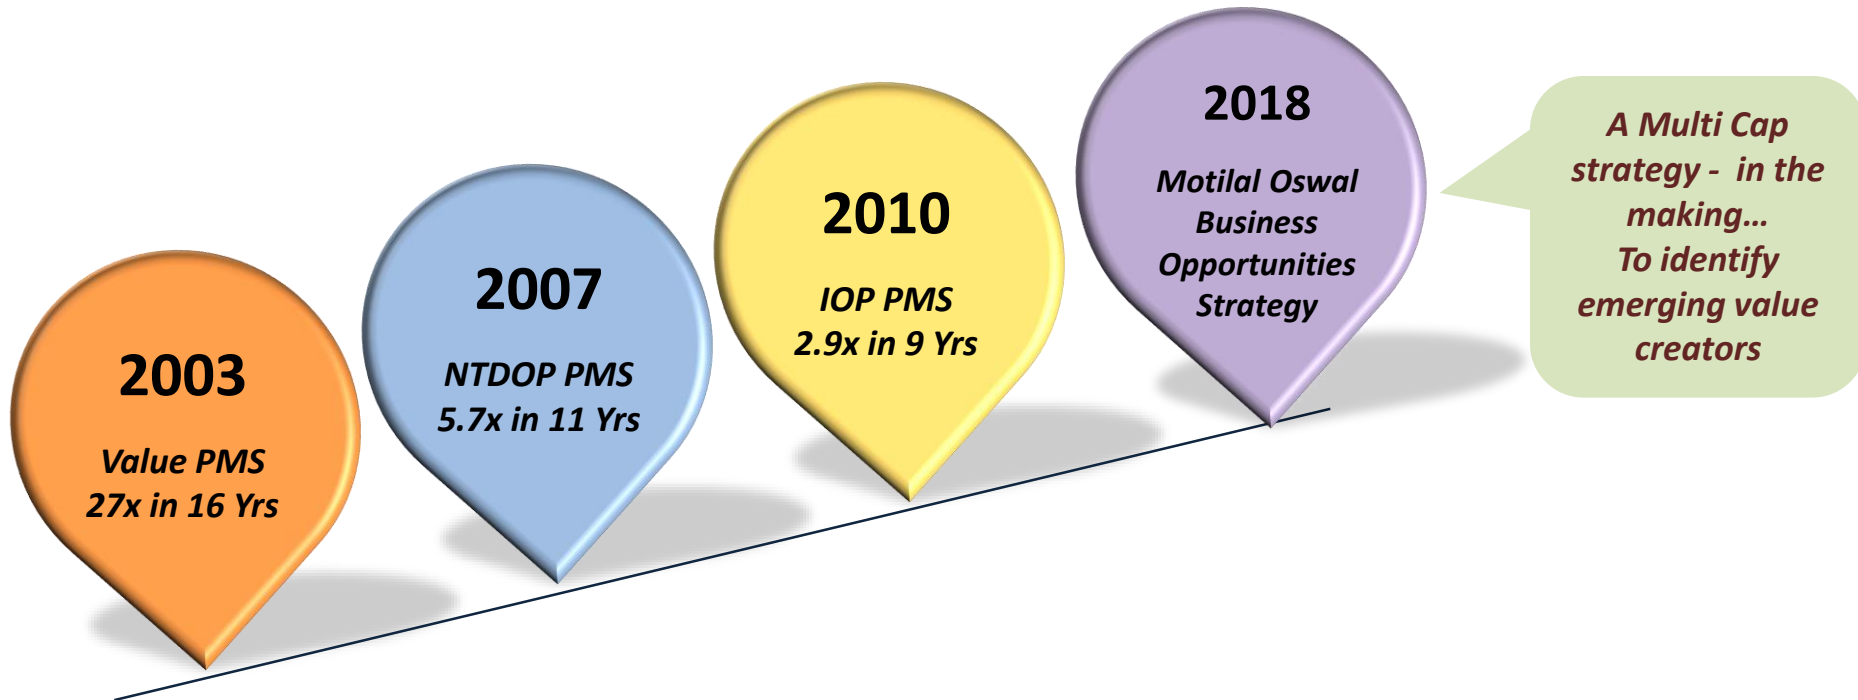 2003
Value PMS
27x in 16 Yrs
2007
NTDOP PMS
5.7x in 11 Yrs
2010
IOP PMS
2.9x in 9 Yrs
2018
Motilal Oswal
Business
Opportunities
Strategy
A Multi Cap
strategy - in the
making...
To identify
emerging value
creators